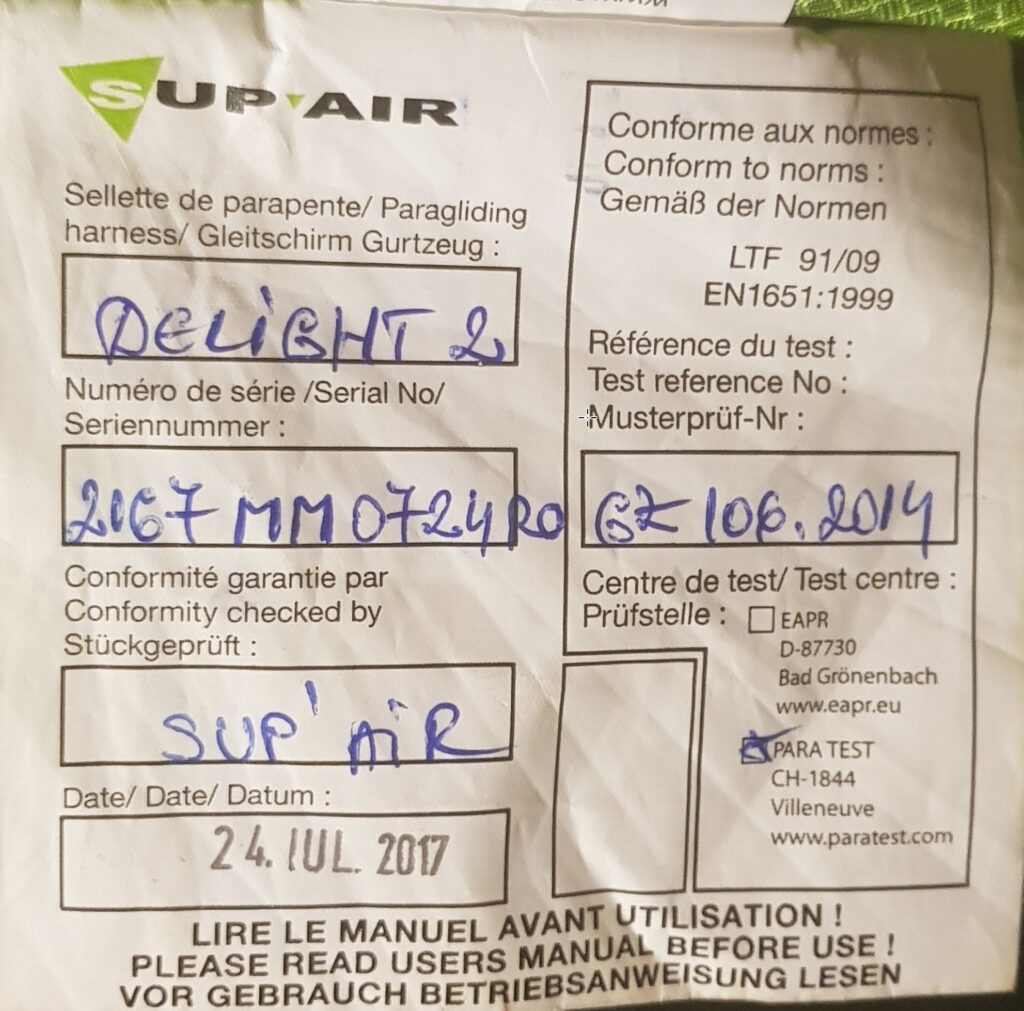 SUP'AIR
Sellette de parapente/ Paragliding
harness/ Gleitschirm Gurtzeug :
DELiGHT 2
Numéro de série /Serial No/
Seriennummer :
2167 MM 0724 RO
Conformité garantie par
Conformity checked by
Stückgeprüft :
SUP' AiR
Date/ Date/ Datum :
24. IUL. 2017
Conforme aux normes :
Conform to norms :
Gemäß der Normen
LTF 91/09
EN1651:1999
Référence du test :
Test reference No :
Musterprüf-Nr :
GZ 106.2014
Centre de test/ Test centre :
Prüfstelle :
EAPR
D-87730
Bad Grönenbach
www.eapr.eu
PARA TEST
CH-1844
Villeneuve
www.paratest.com
LIRE LE MANUEL AVANT UTILISATION !
PLEASE READ USERS MANUAL BEFORE USE !
VOR GEBRAUCH BETRIEBSANWEISUNG LESEN